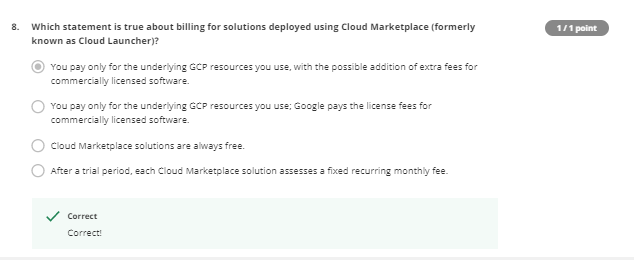 8. Which statement is true about billing for solutions deployed using Cloud Marketplace (formerly
known as Cloud Launcher)?
1 / 1 point
You pay only for the underlying GCP resources you use, with the possible addition of extra fees for
commercially licensed software.
You pay only for the underlying GCP resources you use; Google pays the license fees for
commercially licensed software.
Cloud Marketplace solutions are always free.
After a trial period, each Cloud Marketplace solution assesses a fixed recurring monthly fee.
Correct
Correct!